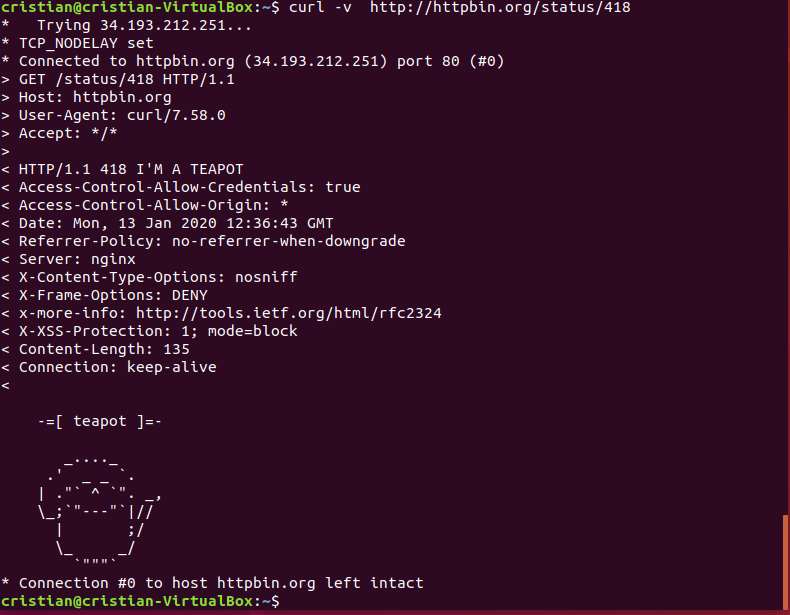 cristian@cristian-VirtualBox:~$ curl -v  http://httpbin.org/status/418
*   Trying 34.193.212.251...
* TCP_NODELAY set
* Connected to httpbin.org (34.193.212.251) port 80 (#0)
> GET /status/418 HTTP/1.1
> Host: httpbin.org
> User-Agent: curl/7.58.0
> Accept: */*
>
< HTTP/1.1 418 I'M A TEAPOT
< Access-Control-Allow-Credentials: true
< Access-Control-Allow-Origin: *
< Date: Mon, 13 Jan 2020 12:36:43 GMT
< Referrer-Policy: no-referrer-when-downgrade
< Server: nginx
< X-Content-Type-Options: nosniff
< X-Frame-Options: DENY
< x-more-info: http://tools.ietf.org/html/rfc2324
< X-XSS-Protection: 1; mode=block
< Content-Length: 135
< Connection: keep-alive
<

    -=[ teapot ]=-

       _...._
     .'  _ _ `.
    | ."` ^ `". _,
    \_;`"---"`|//
      |       ;/
      \_     _/
        `"""`
* Connection #0 to host httpbin.org left intact
cristian@cristian-VirtualBox:~$